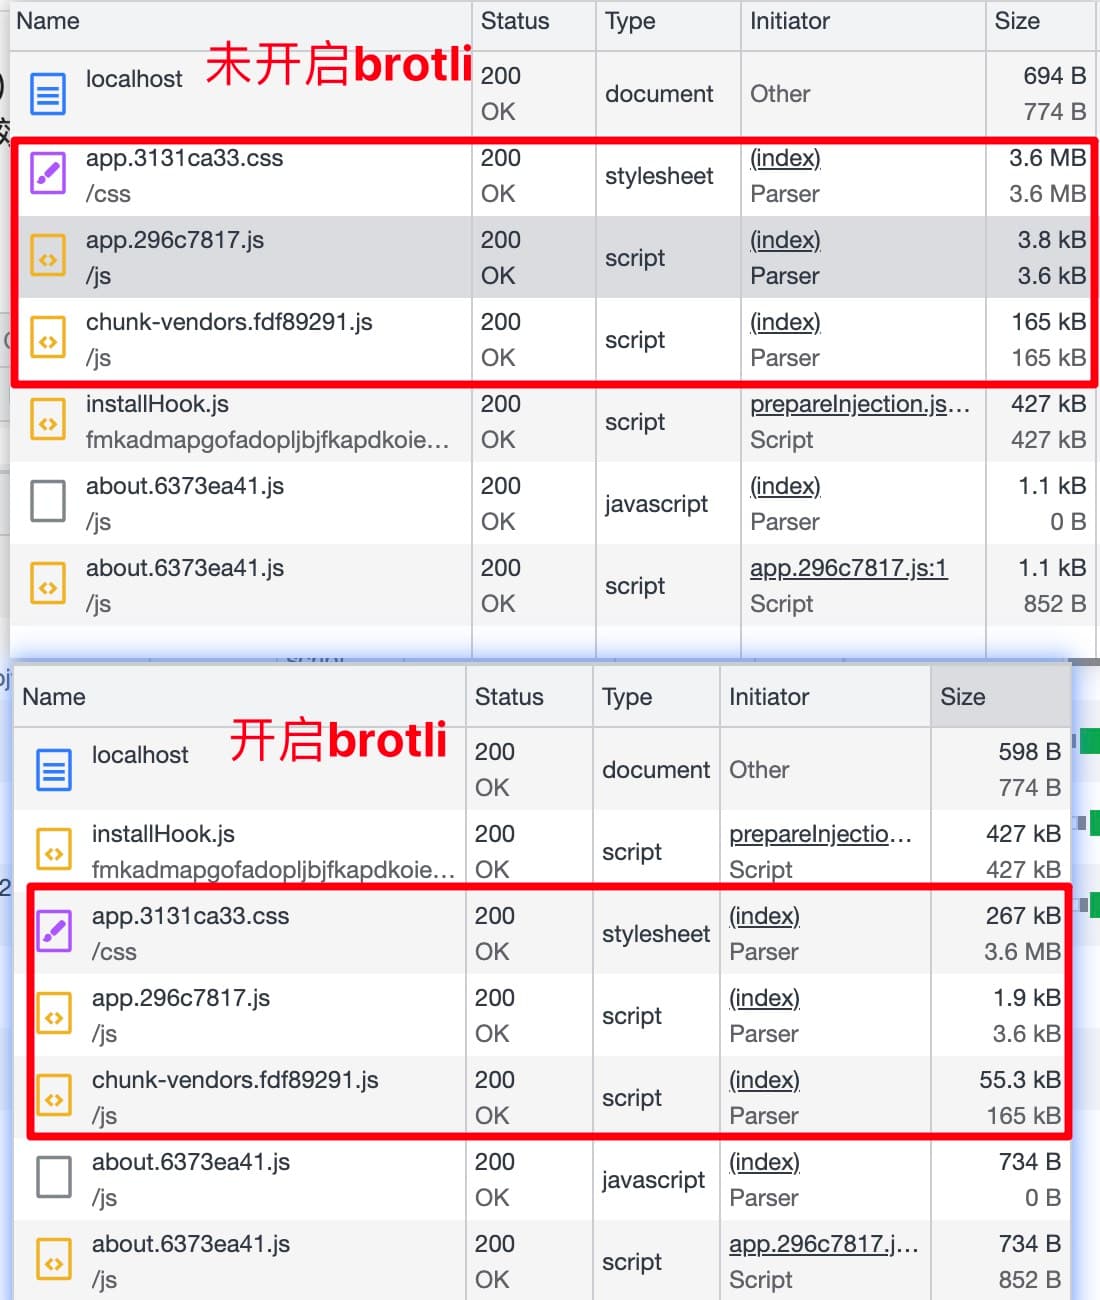 Name Status Type Initiator Size
未开启brotli
localhost 200 document Other 694 B
OK 774 B
app.3131ca33.css 200 stylesheet (index) 3.6 MB
/css OK Parser 3.6 MB
app.296c7817.js 200 script (index) 3.8 kB
/js OK Parser 3.6 kB
chunk-vendors.fdf89291.js 200 script (index) 165 kB
/js OK Parser 165 kB
installHook.js 200 script prepareInjection.js… 427 kB
fmkadmapgofadopljbjfkapdkoie… OK Script 427 kB
about.6373ea41.js 200 javascript (index) 1.1 kB
/js OK Parser 0 B
about.6373ea41.js 200 script app.296c7817.js:1 1.1 kB
/js OK Script 852 B
Name Status Type Initiator Size
开启brotli
localhost 200 document Other 598 B
OK 774 B
installHook.js 200 script prepareInjectio… 427 kB
fmkadmapgofadopljbjfkapdkoie… OK Script 427 kB
app.3131ca33.css 200 stylesheet (index) 267 kB
/css OK Parser 3.6 MB
app.296c7817.js 200 script (index) 1.9 kB
/js OK Parser 3.6 kB
chunk-vendors.fdf89291.js 200 script (index) 55.3 kB
/js OK Parser 165 kB
about.6373ea41.js 200 javascript (index) 734 B
/js OK Parser 0 B
about.6373ea41.js 200 script app.296c7817.j… 734 B
/js OK Script 852 B